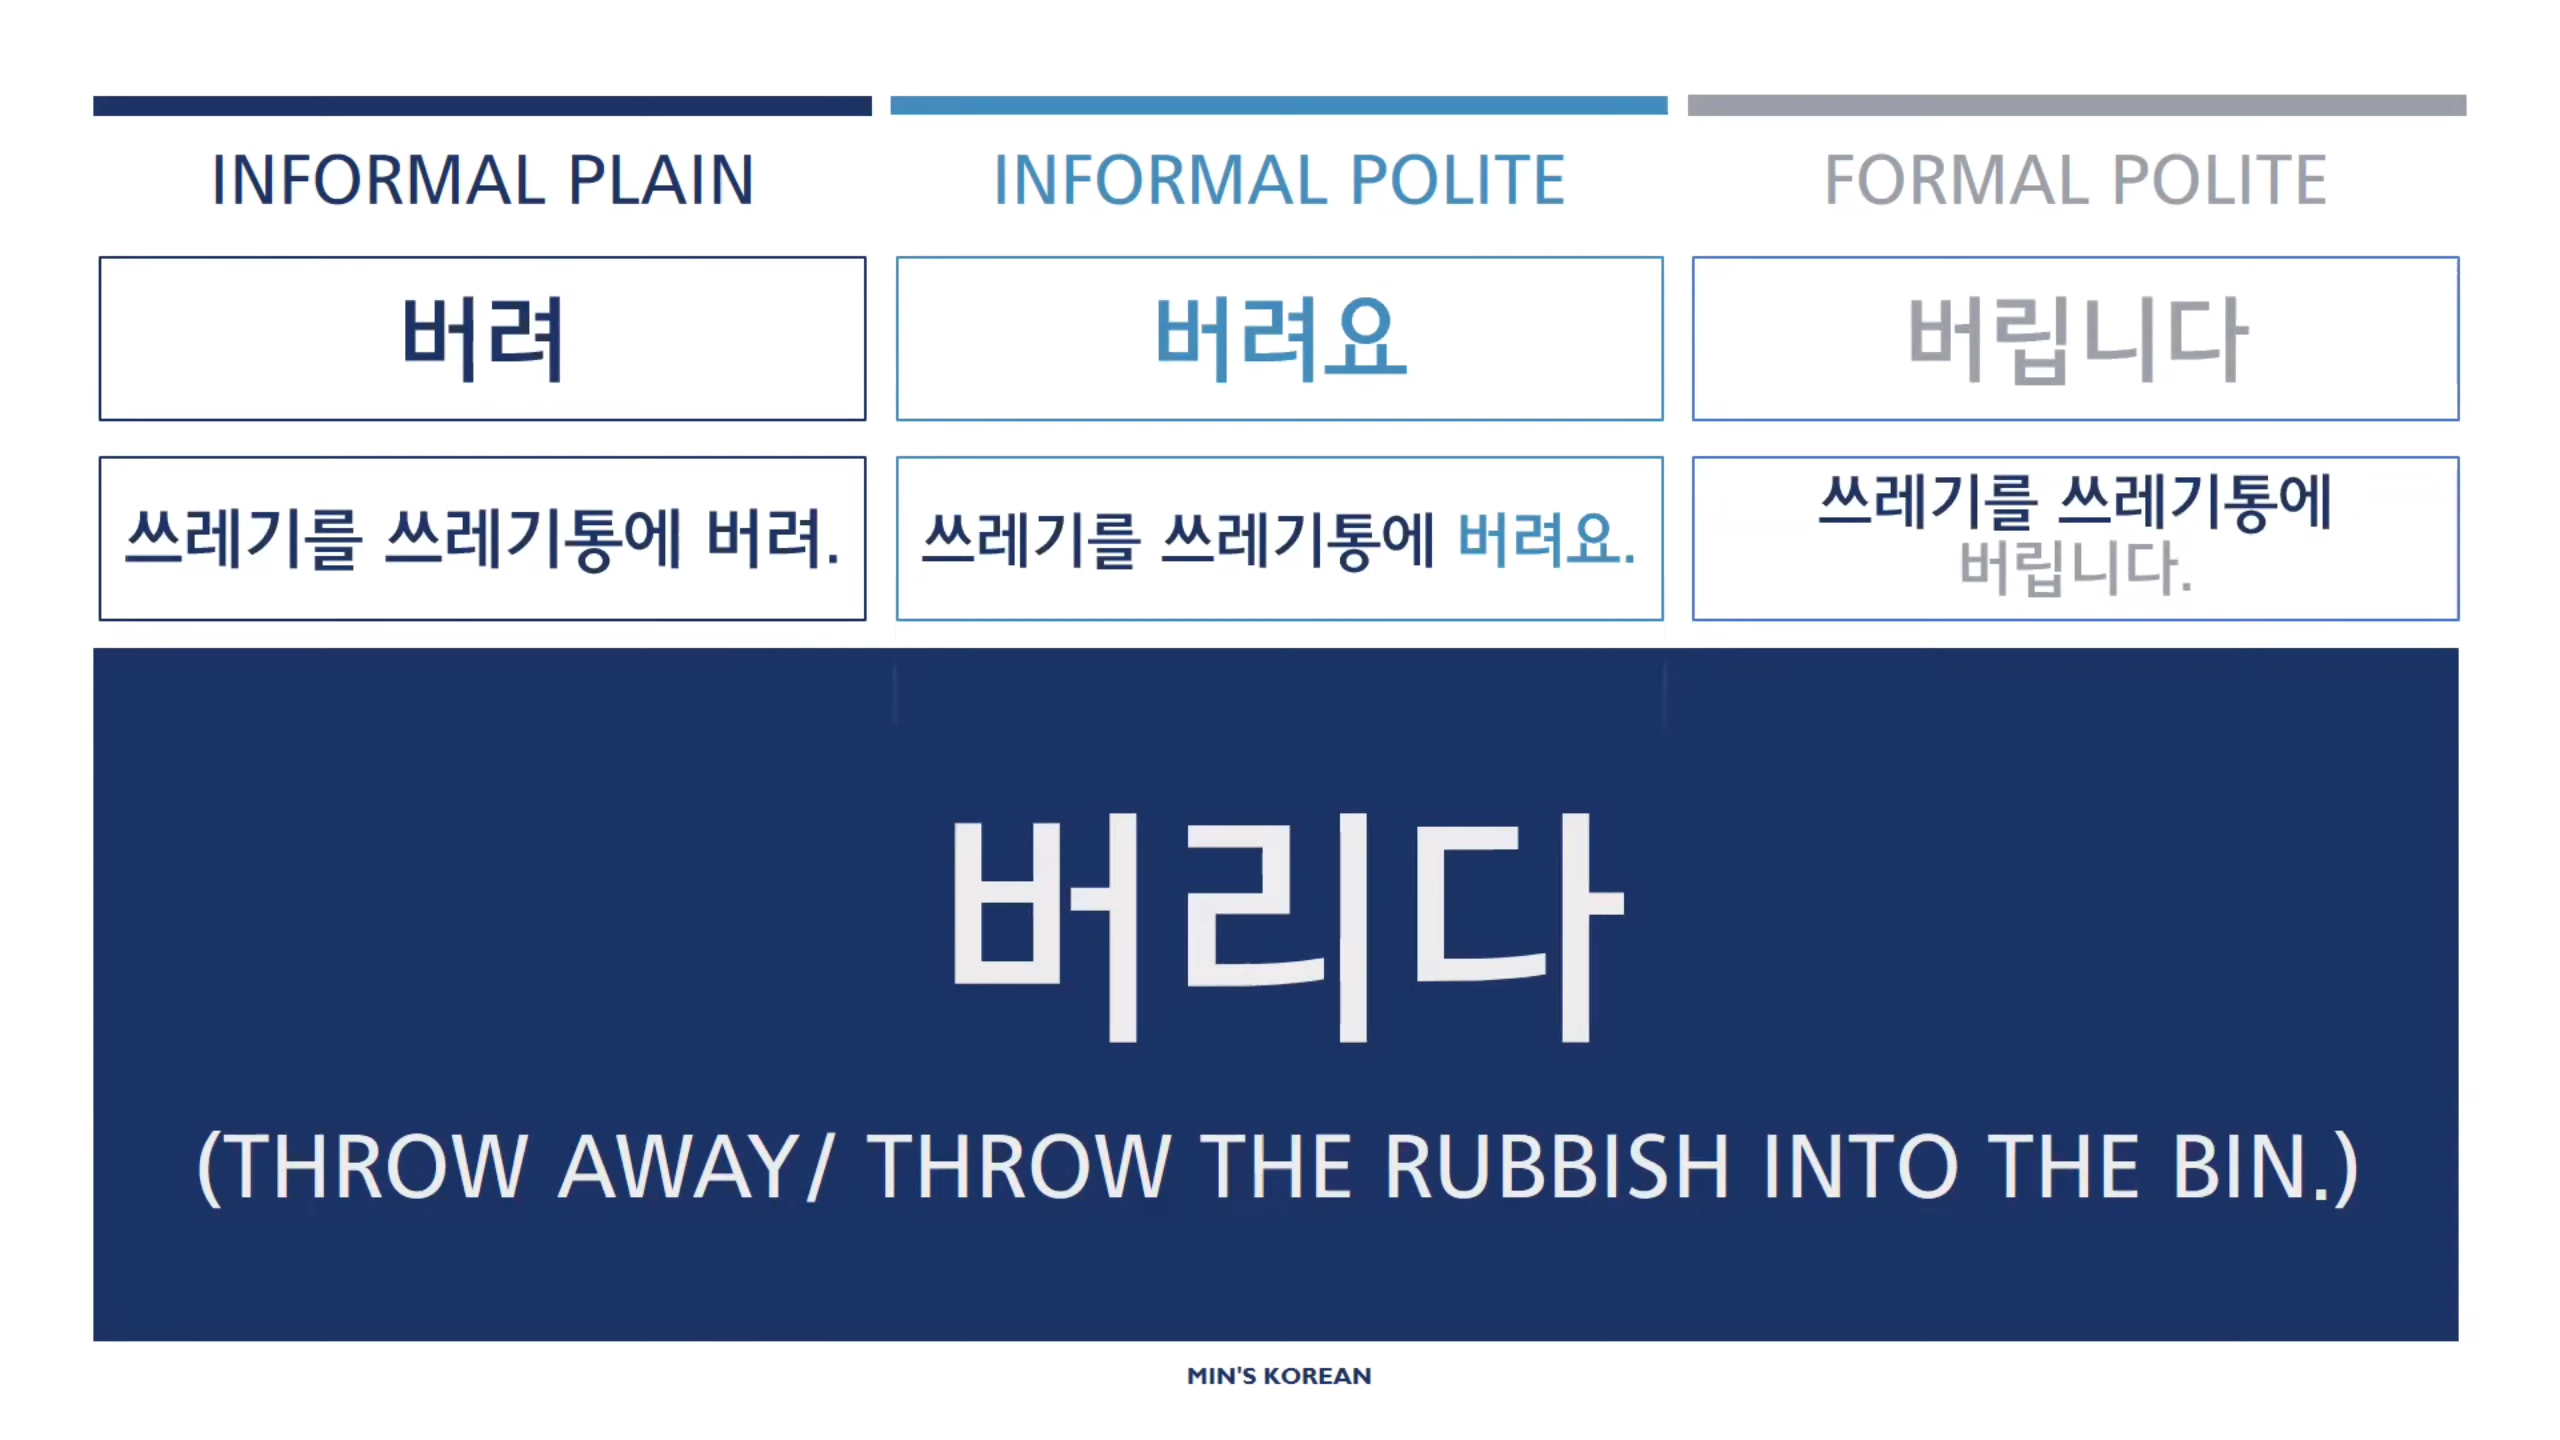 INFORMAL PLAIN
INFORMAL POLITE
FORMAL POLITE
버려
버려요
버립니다
쓰레기를 쓰레기통에 버려.
쓰레기를 쓰레기통에 버려요.
쓰레기를 쓰레기통에
버립니다.
버리다
(THROW AWAY/ THROW THE RUBBISH INTO THE BIN.)
MIN'S KOREAN